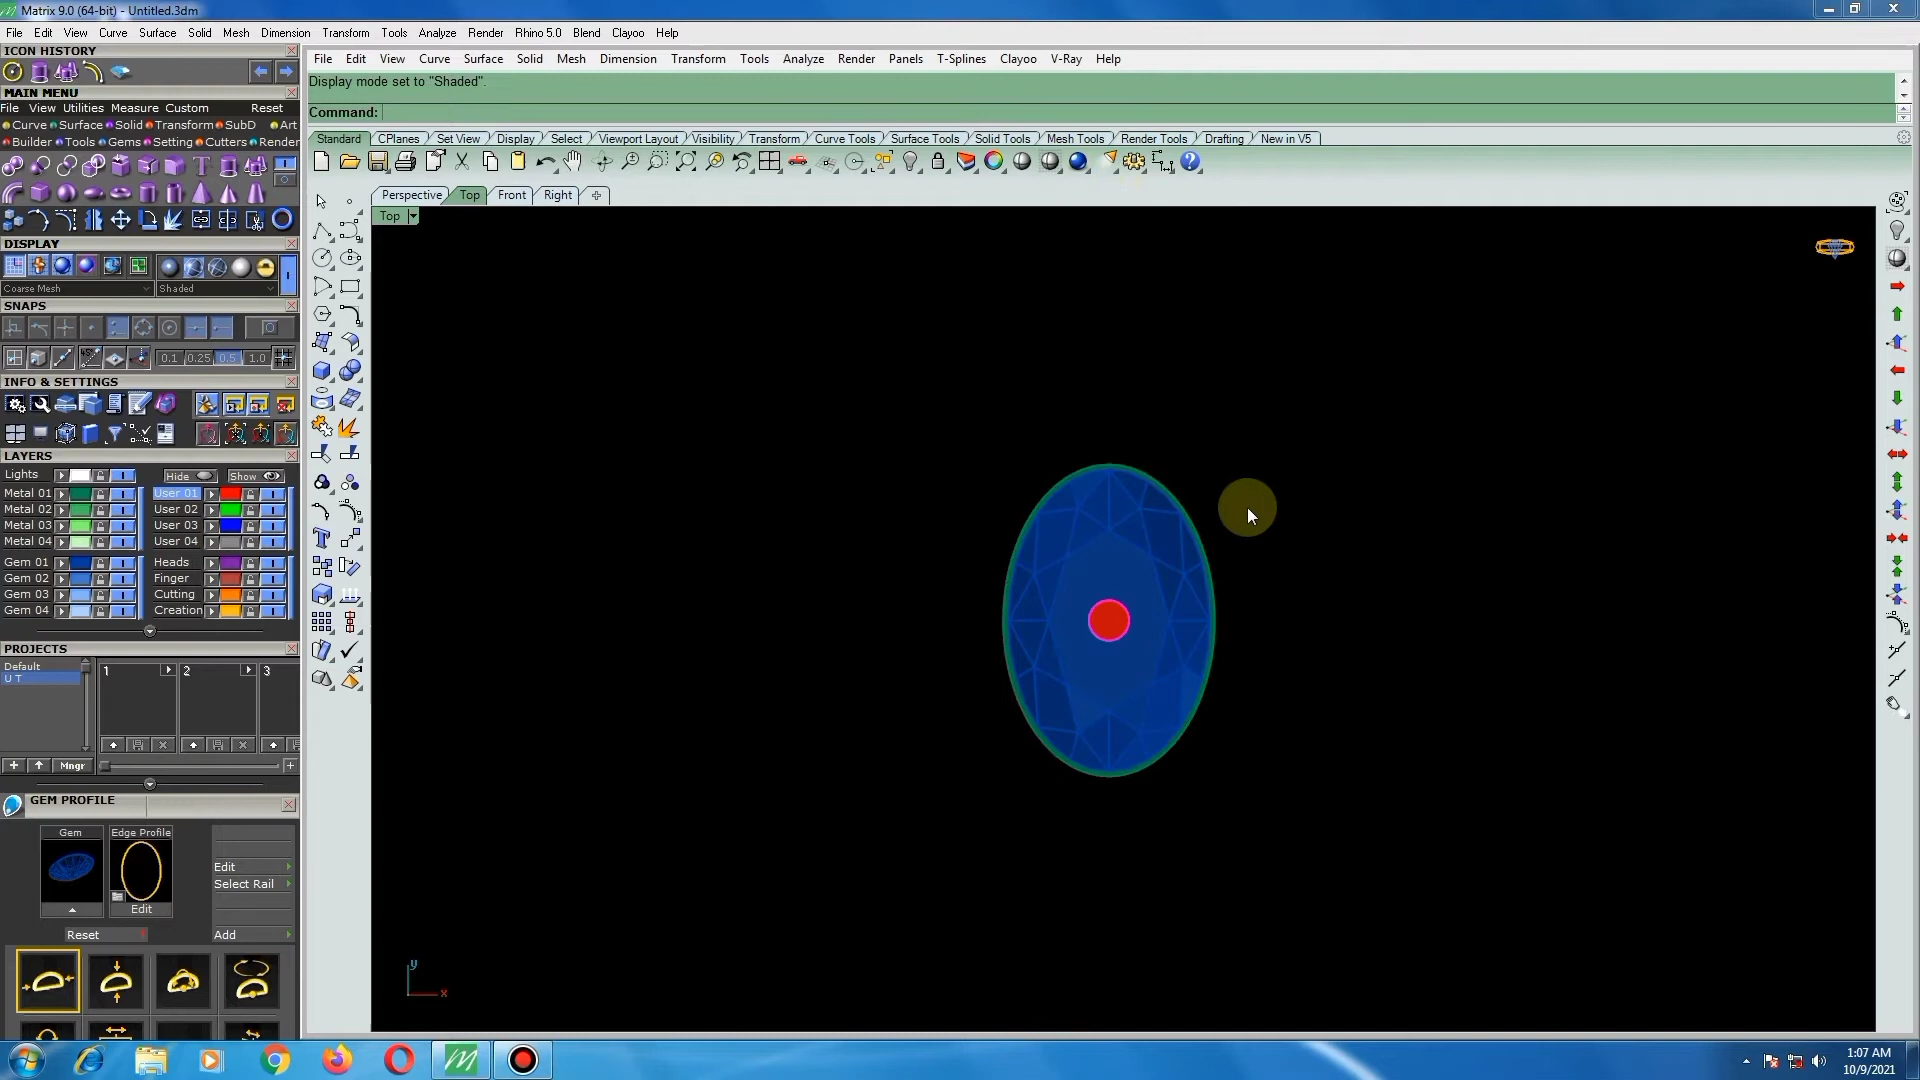 Matrix 9.0 (64-bit) - Untitled.3dm
File Edit View Curve Surface Solid Mesh Dimension Transform Tools Analyze Render Rhino 5.0 Blend Clayoo Help
ICON HISTORY
MAIN MENU
File View Utilities Measure Custom Reset
Curve Surface Solid Transform SubD Art
Builder Tools Gems Setting Cutters Render
DISPLAY
Coarse Mesh Shaded
SNAPS
0.1 0.25 0.5 1.0
INFO & SETTINGS
LAYERS
Lights Hide Show
Metal 01 User 01
Metal 02 User 02
Metal 03 User 03
Metal 04 User 04
Gem 01 Heads
Gem 02 Finger
Gem 03 Cutting
Gem 04 Creation
PROJECTS
Default
U T
1 2 3
Mngr
GEM PROFILE
Gem Edge Profile
Edit
Select Rail
Edit
Reset
Add
File Edit View Curve Surface Solid Mesh Dimension Transform Tools Analyze Render Panels T-Splines Clayoo V-Ray Help
Display mode set to "Shaded".
Command:
Standard CPlanes Set View Display Select Viewport Layout Visibility Transform Curve Tools Surface Tools Solid Tools Mesh Tools Render Tools Drafting New in V5
Perspective Top Front Right
Top
y
x
1:07 AM
10/9/2021